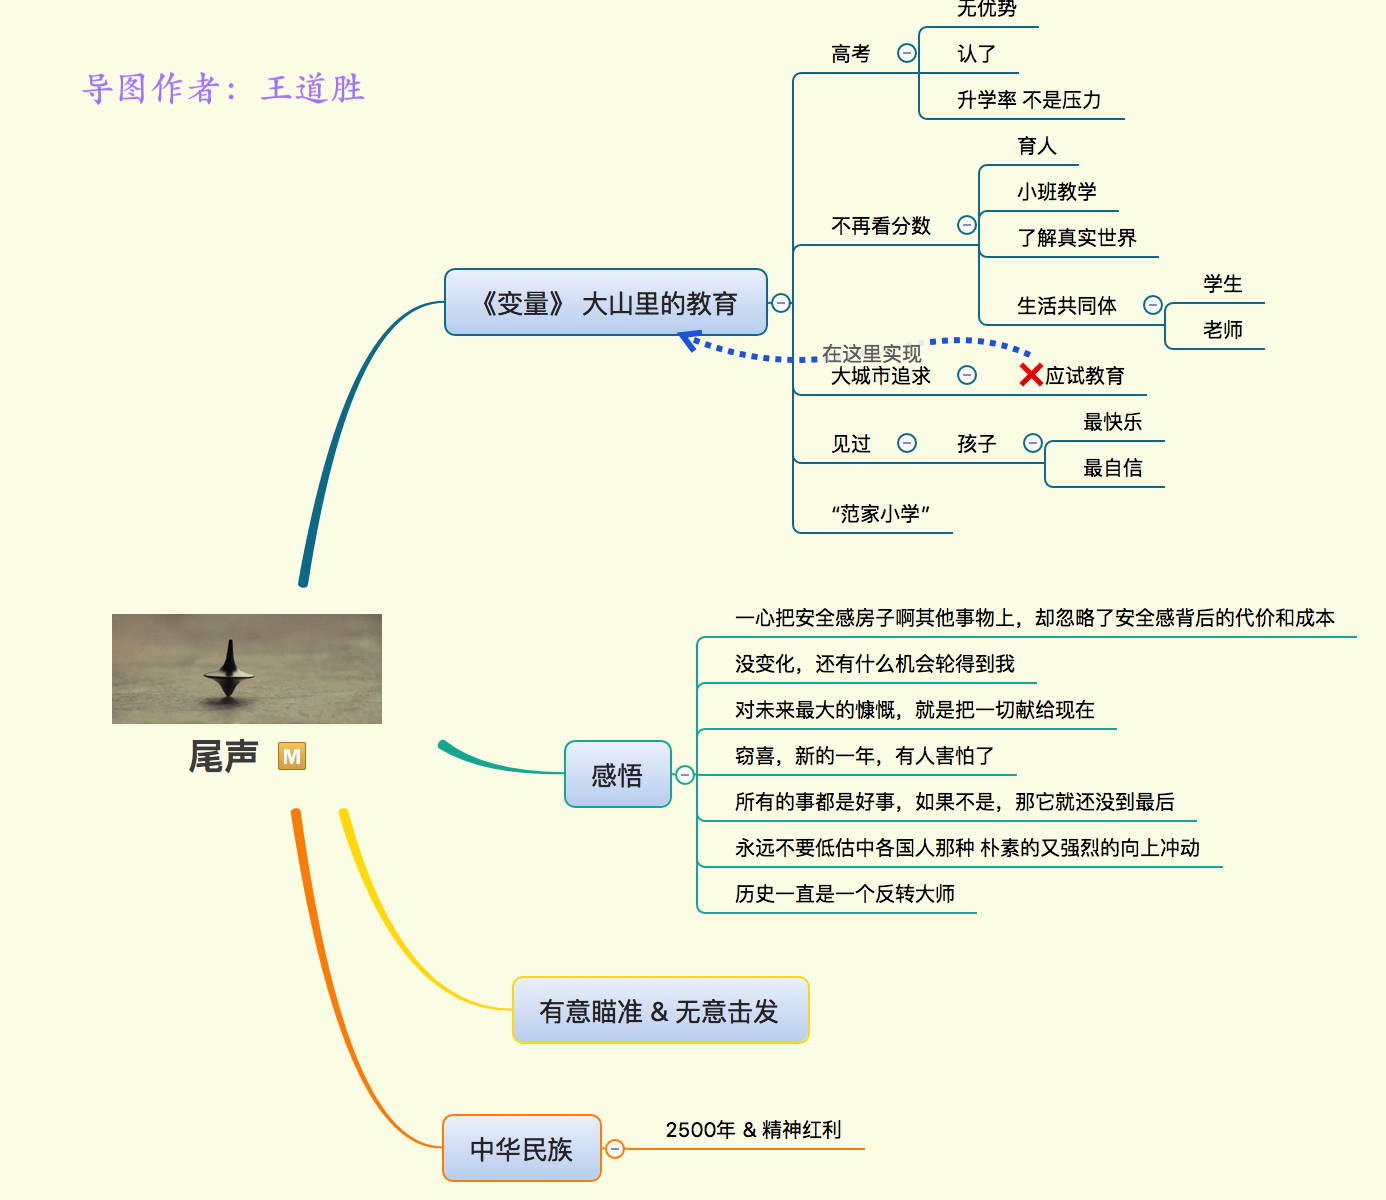 导图作者：王道胜
尾声 M
《变量》 大山里的教育
高考
无优势
认了
升学率 不是压力
不再看分数
育人
小班教学
了解真实世界
生活共同体
学生
老师
在这里实现
大城市追求
应试教育
见过
孩子
最快乐
最自信
“范家小学”
感悟
一心把安全感房子啊其他事物上，却忽略了安全感背后的代价和成本
没变化，还有什么机会轮得到我
对未来最大的慷慨，就是把一切献给现在
窃喜，新的一年，有人害怕了
所有的事都是好事，如果不是，那它就还没到最后
永远不要低估中各国人那种 朴素的又强烈的向上冲动
历史一直是一个反转大师
有意瞄准 & 无意击发
中华民族
2500年 & 精神红利